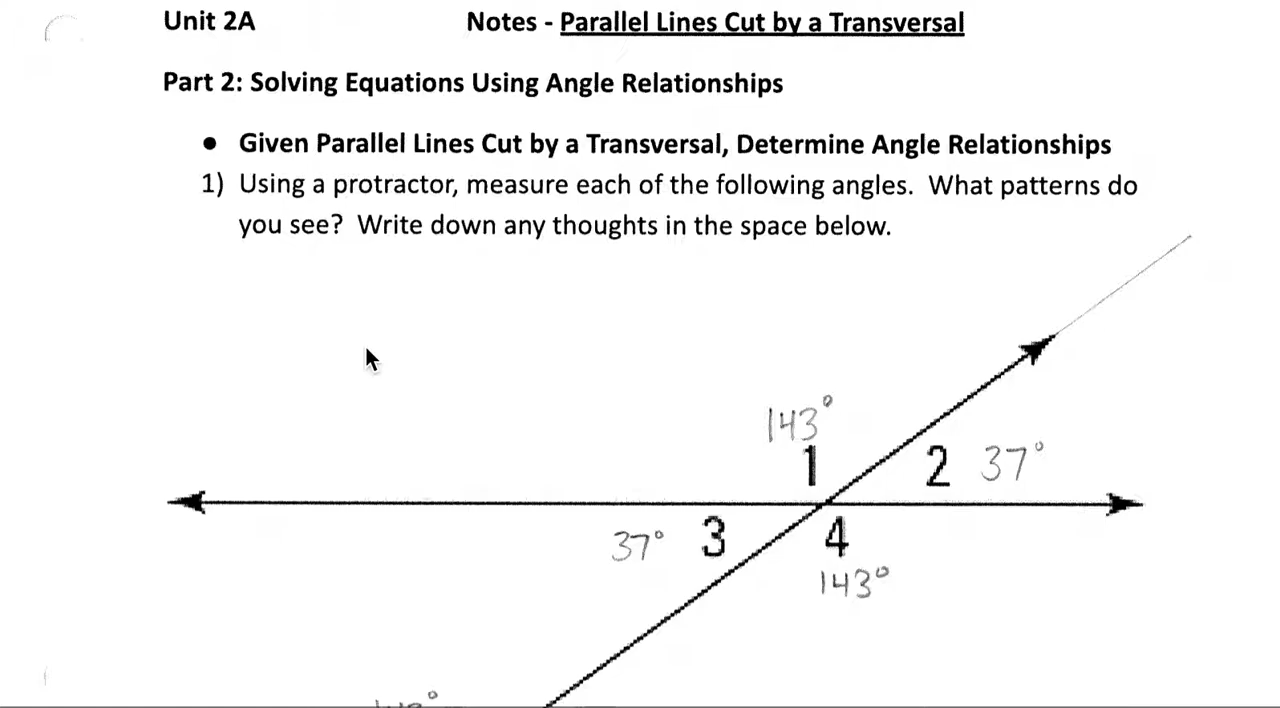 Unit 2A Notes - Parallel Lines Cut by a Transversal
Part 2: Solving Equations Using Angle Relationships
● Given Parallel Lines Cut by a Transversal, Determine Angle Relationships
1) Using a protractor, measure each of the following angles. What patterns do
you see? Write down any thoughts in the space below.
143°
1
2 37°
37° 3
4
143°